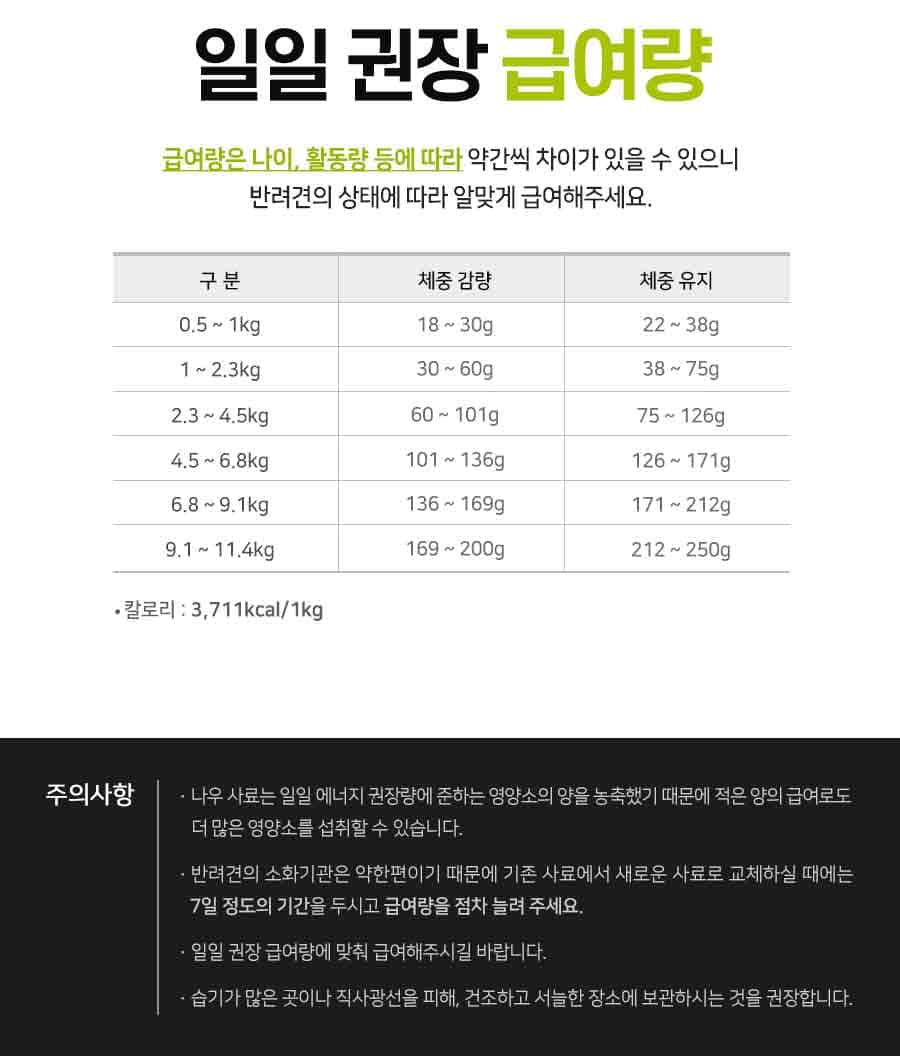 일일 권장 급여량
급여량은 나이, 활동량 등에 따라 약간씩 차이가 있을 수 있으니
반려견의 상태에 따라 알맞게 급여해주세요.
구 분 체중 감량 체중 유지
0.5 ~ 1kg 18 ~ 30g 22 ~ 38g
1 ~ 2.3kg 30 ~ 60g 38 ~ 75g
2.3 ~ 4.5kg 60 ~ 101g 75 ~ 126g
4.5 ~ 6.8kg 101 ~ 136g 126 ~ 171g
6.8 ~ 9.1kg 136 ~ 169g 171 ~ 212g
9.1 ~ 11.4kg 169 ~ 200g 212 ~ 250g
• 칼로리 : 3,711kcal/1kg
주의사항
· 나우 사료는 일일 에너지 권장량에 준하는 영양소의 양을 농축했기 때문에 적은 양의 급여로도
더 많은 영양소를 섭취할 수 있습니다.
· 반려견의 소화기관은 약한편이기 때문에 기존 사료에서 새로운 사료로 교체하실 때에는
7일 정도의 기간을 두시고 급여량을 점차 늘려 주세요.
· 일일 권장 급여량에 맞춰 급여해주시길 바랍니다.
· 습기가 많은 곳이나 직사광선을 피해, 건조하고 서늘한 장소에 보관하시는 것을 권장합니다.